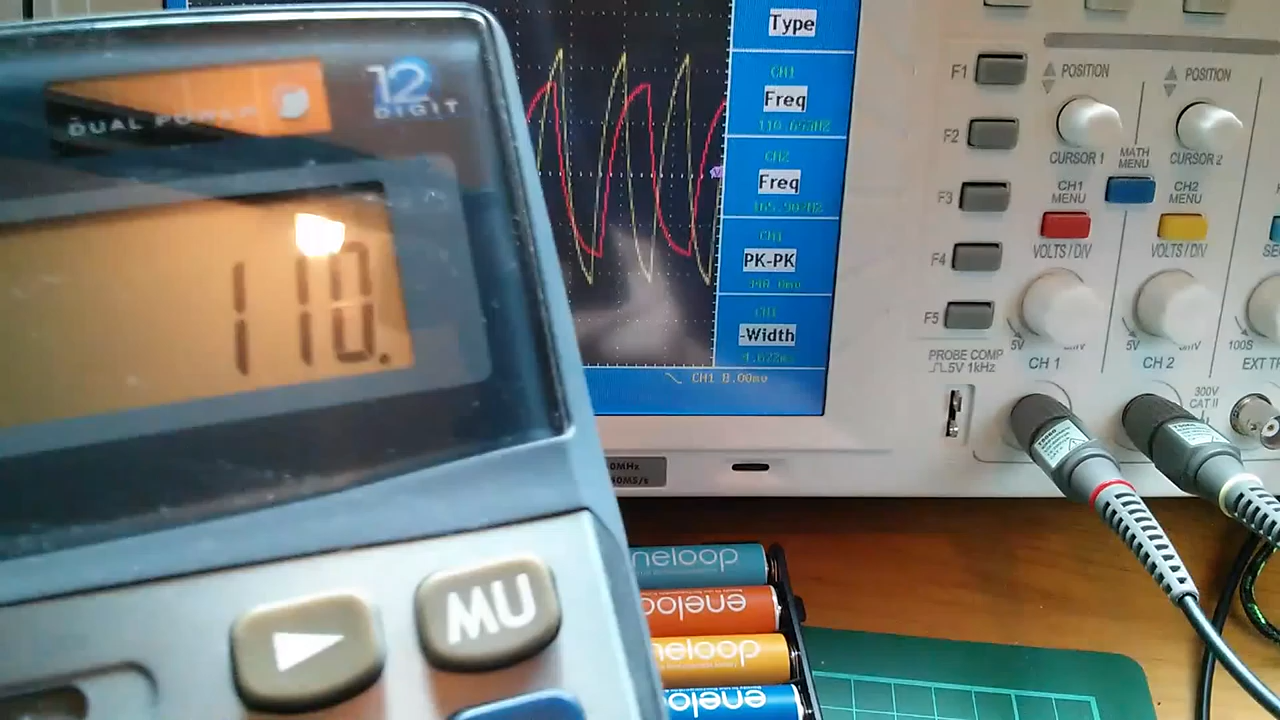 DUAL POWER
12
DIGIT
110.
MU
Type
CH1
Freq
CH2
Freq
CH1
PK-PK
CH1
-Width
CH1 8.00mv
F1
F2
F3
F4
F5
POSITION
POSITION
CURSOR 1
MATH
MENU
CURSOR 2
CH1
MENU
CH2
MENU
VOLTS/DIV
VOLTS/DIV
5V
5V
100S
PROBE COMP
5V 1kHz
CH 1
CH 2
300V
CAT II
eneloop
eneloop
eneloop
eneloop